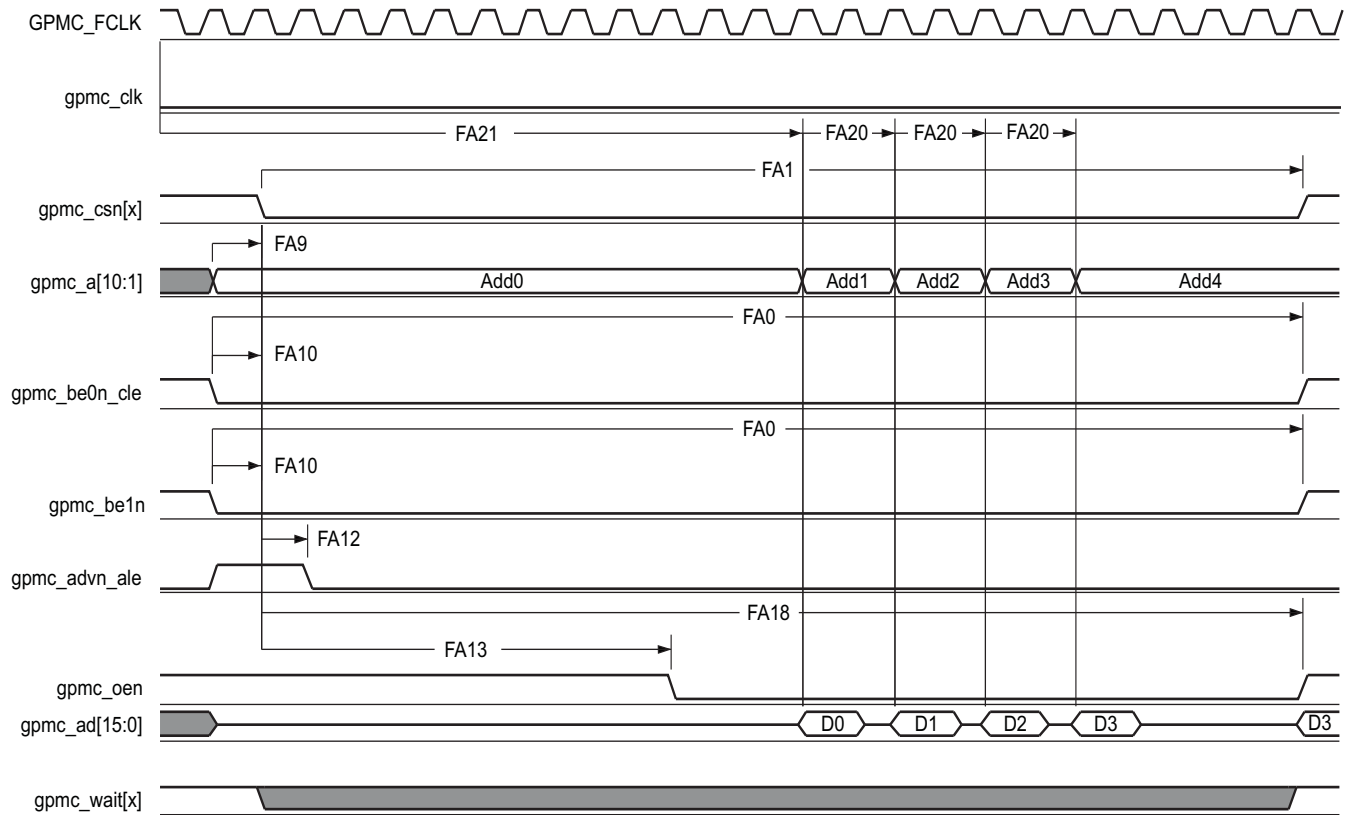 GPMC_FCLK
gpmc_clk
FA21 FA20 FA20 FA20
FA1
gpmc_csn[x]
FA9
gpmc_a[10:1] Add0 Add1 Add2 Add3 Add4
FA0
FA10
gpmc_be0n_cle
FA0
FA10
gpmc_be1n
FA12
gpmc_advn_ale
FA18
FA13
gpmc_oen
gpmc_ad[15:0] D0 D1 D2 D3 D3
gpmc_wait[x]